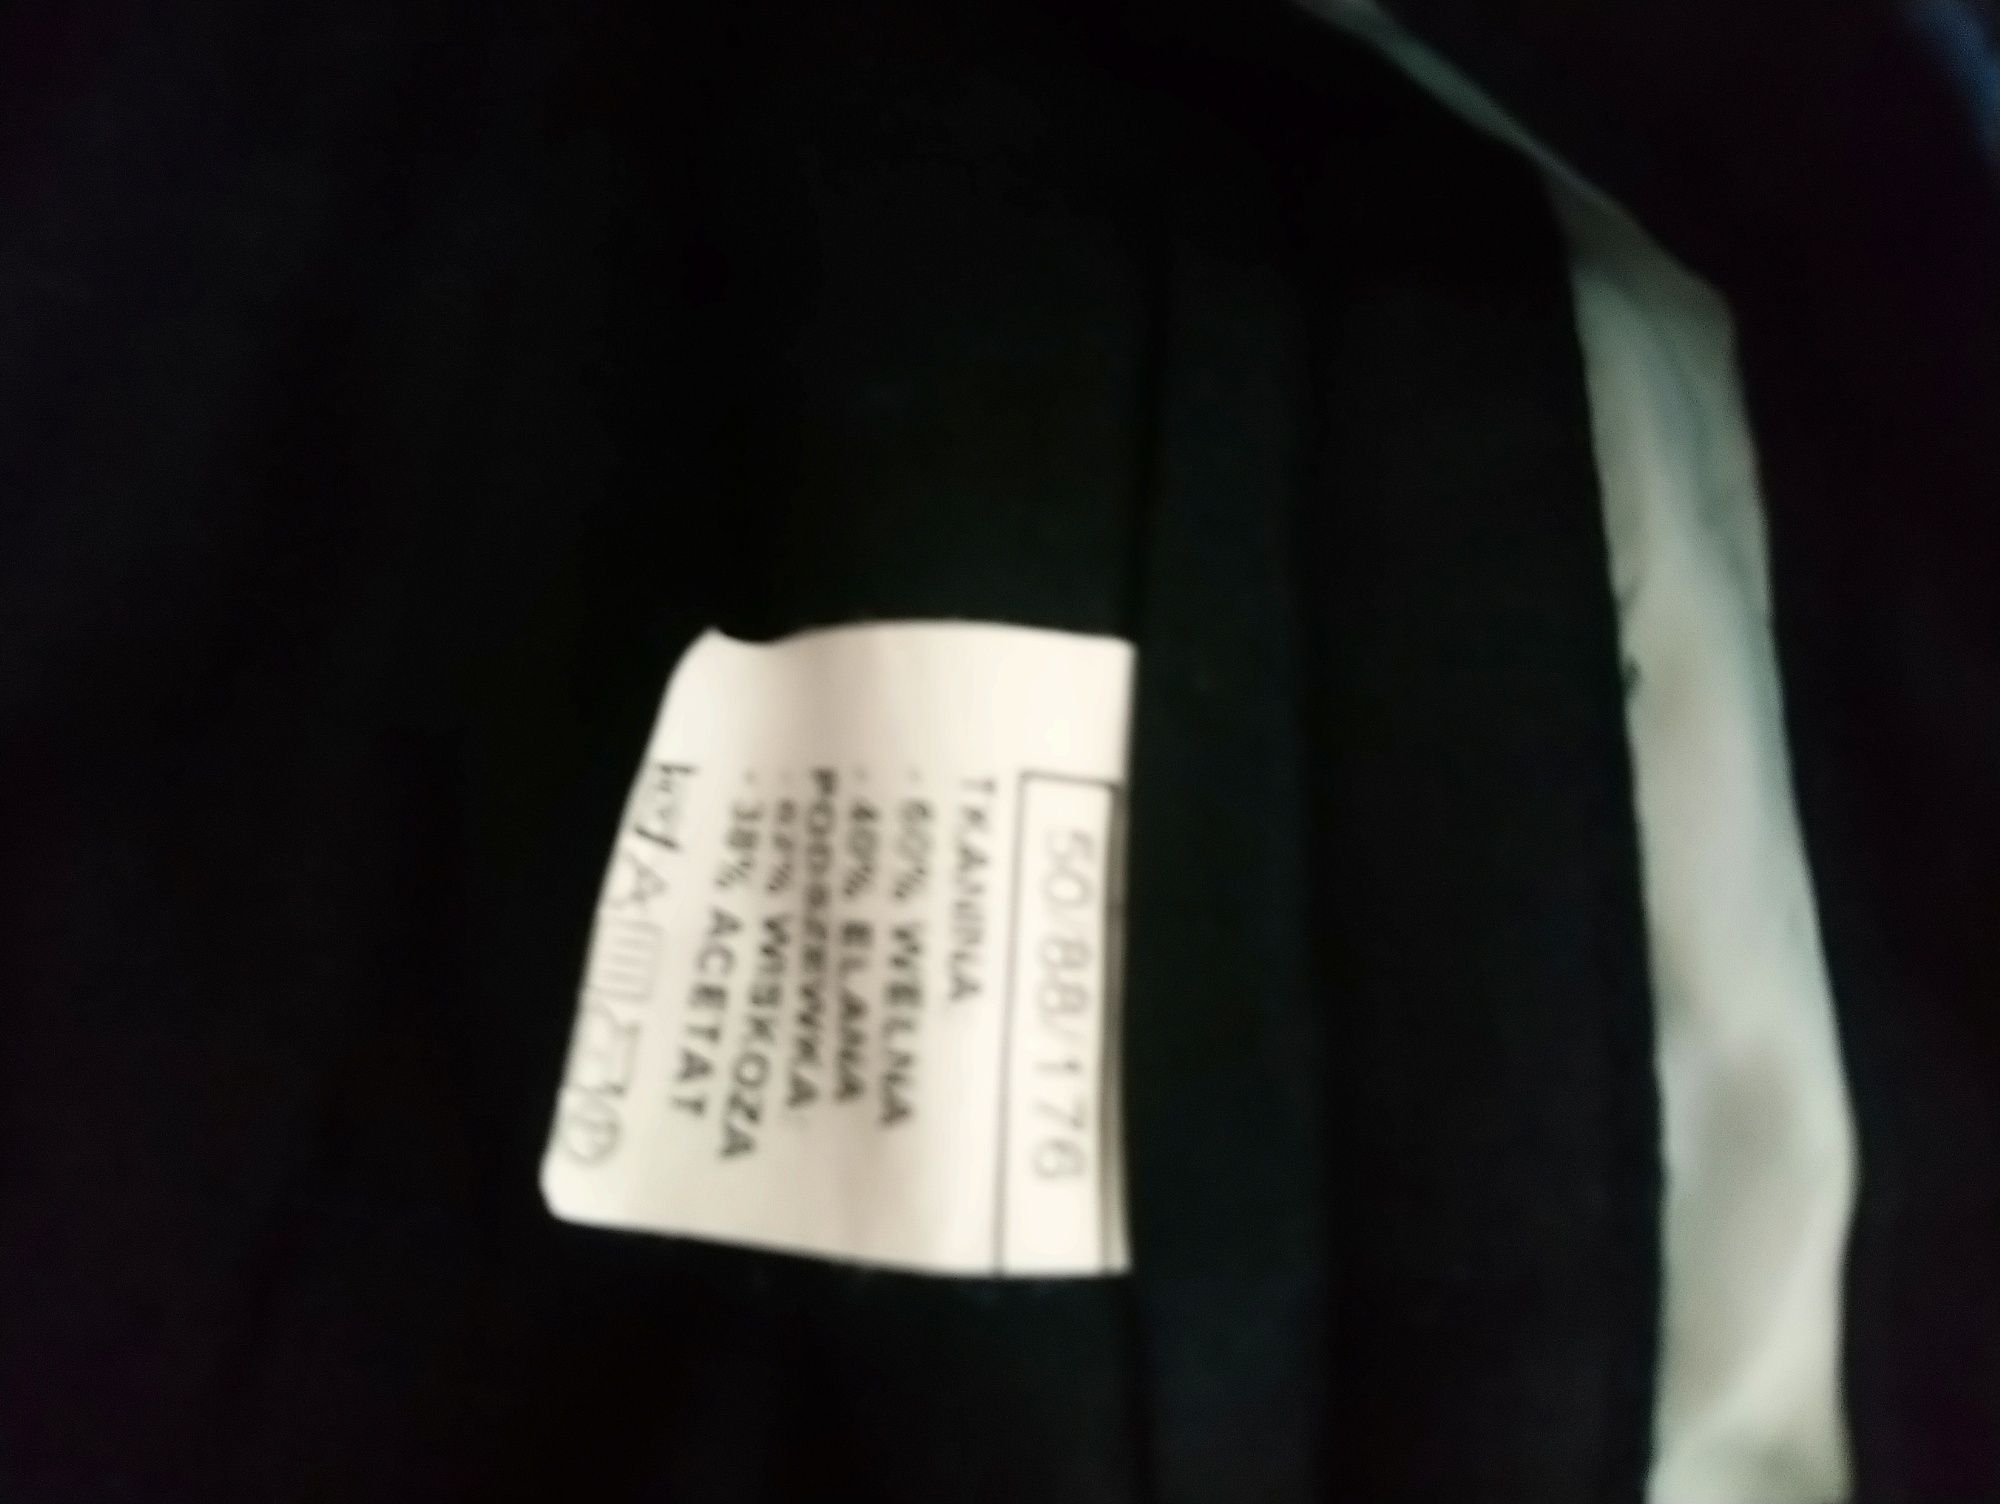 50/88/176
TKANINA
- 60% WEŁNA
- 40% ELANA
PODSZEWKA
- 62% WISKOZA
- 38% ACETAT